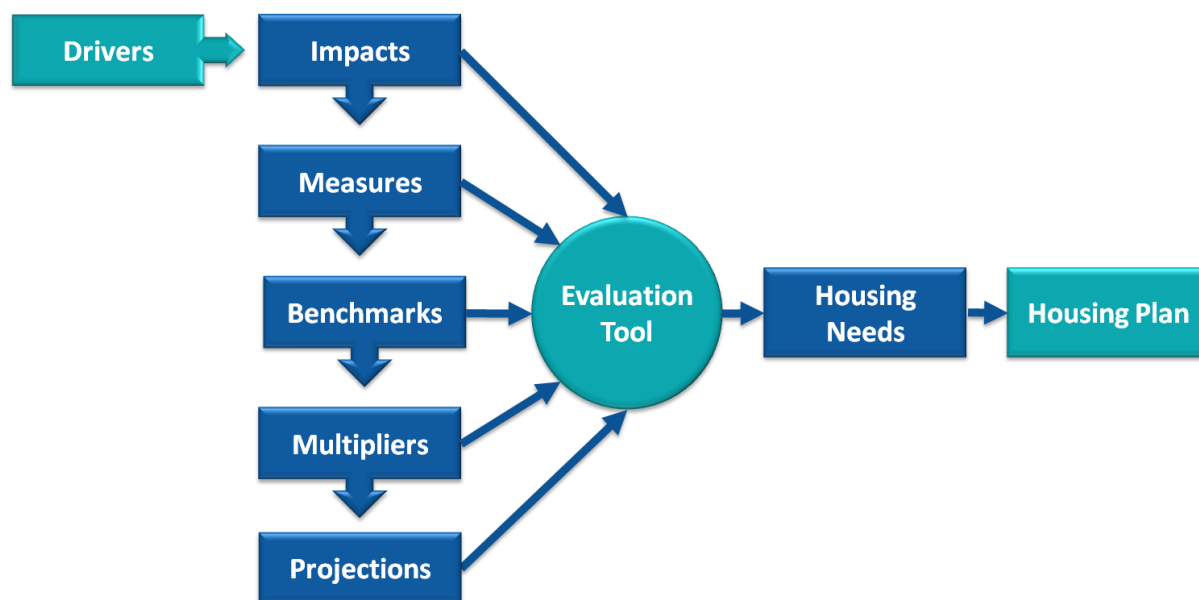 Drivers
Impacts
Measures
Benchmarks
Multipliers
Projections
Evaluation
Tool
Housing
Needs
Housing Plan